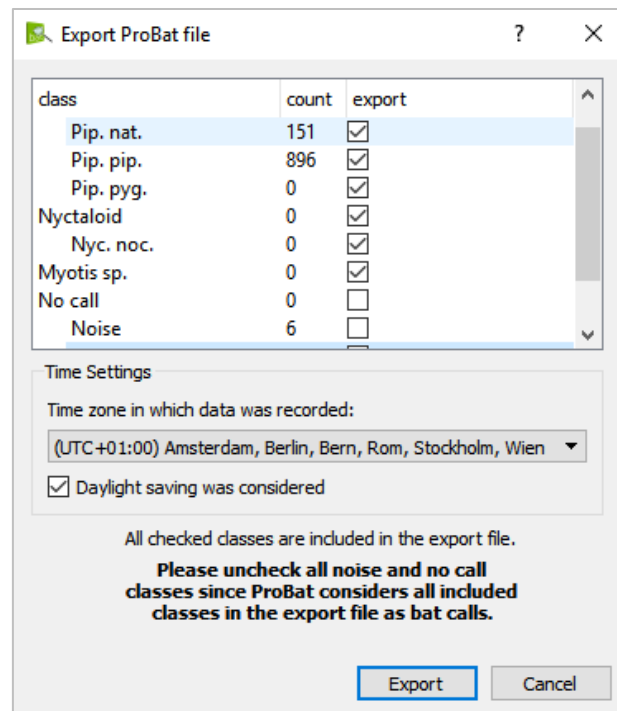 Export ProBat file ?
class count export
Pip. nat. 151
Pip. pip. 896
Pip. pyg. 0
Nyctaloid 0
Nyc. noc. 0
Myotis sp. 0
No call 0
Noise 6
Time Settings
Time zone in which data was recorded:
(UTC+01:00) Amsterdam, Berlin, Bern, Rom, Stockholm, Wien
Daylight saving was considered
All checked classes are included in the export file.
Please uncheck all noise and no call
classes since ProBat considers all included
classes in the export file as bat calls.
Export Cancel